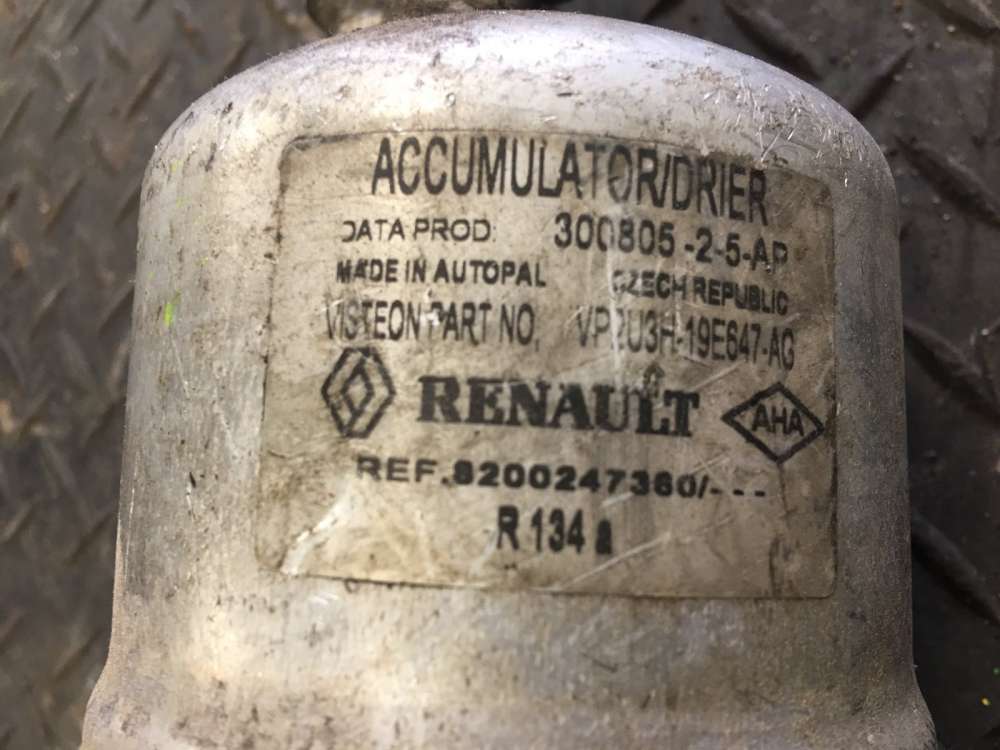 ACCUMULATOR/DRIER
DATA PROD: 300805-2-5-AP
MADE IN AUTOPAL CZECH REPUBLIC
VISTEON PART NO, VP2U3H-19E647-AG
RENAULT AHA
REF.8200247360/---
R 134 a